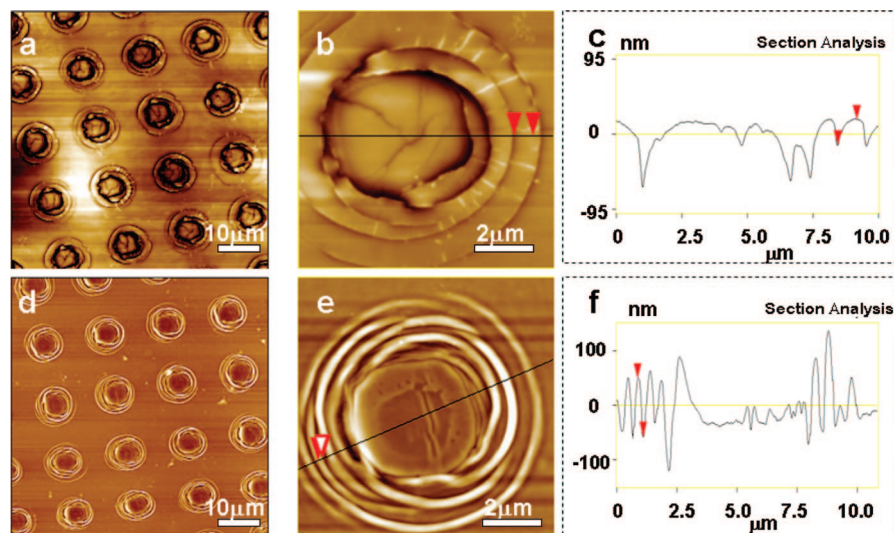 a
10μm
b
2μm
c nm Section Analysis
95
0
-95
0 2.5 5.0 7.5 10.0
μm
d
10μm
e
2μm
f nm Section Analysis
100
0
-100
0 2.5 5.0 7.5 10.0
μm